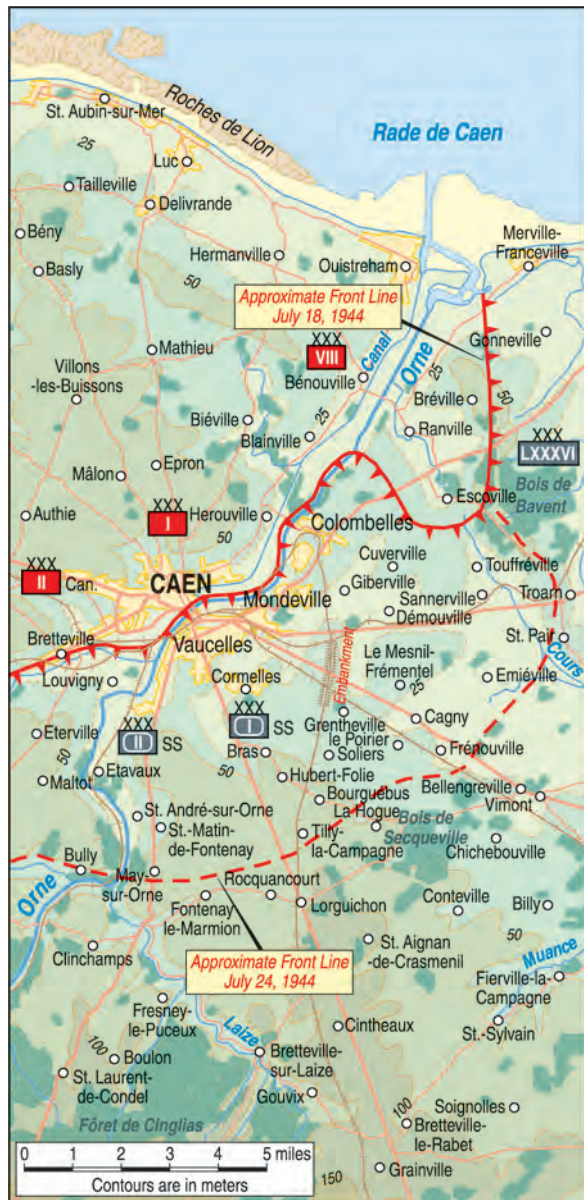 Roches de Lion
Rade de Caen
St. Aubin-sur-Mer
25
Luc
Tailleville
Delivrande
Bény
Basly
Hermanville
50
Ouistreham
Merville-
Franceville
Approximate Front Line
July 18, 1944
Gonneville
XXX
VIII
Canal
Orne
25
50
Mathieu
Bénouville
Villons
-les-Buissons
Bréville
Biéville
25
Blainville
Ranville
XXX
LXXXVI
Bois de
Bavent
Epron
Mâlon
Escoville
XXX
I
Herouville
Authie
50
Colombelles
XXX
II
Can.
CAEN
Cuverville
Touffréville
Giberville
Sannerville
Troarn
Mondeville
Démouville
Bretteville
Vaucelles
St. Pair
Cours
Louvigny
Cormelles
Embankment
Le Mesnil-
Frémentel
25
Emiéville
XXX
II
SS
XXX
I
SS
Grentheville
Cagny
Eterville
50
Bras
le Poirier
Soliers
Frénouville
Maltot
Etavaux
50
Hubert-Folie
Bourguébus
Bellengreville
Vimont
St. André-sur-Orne
La Hogue
Bois de
Secqueville
St.-Matin-
de-Fontenay
Tilly-
la-Campagne
Chichebouville
Bully
May-
sur-Orne
Rocquancourt
Orne
Fontenay
le-Marmion
Lorguichon
Conteville
Billy
50
Clinchamps
Approximate Front Line
July 24, 1944
St. Aignan
-de-Crasmenil
Muance
Fierville-la-
Campagne
Fresney-
le-Puceux
Laize
Cintheaux
St.-Sylvain
100
Boulon
Bretteville-
sur-Laize
St. Laurent-
de-Condel
Gouvix
Soignolles
100
Bretteville-
le-Rabet
Fôret de Cinglias
Grainville
150
0 1 2 3 4 5 miles
Contours are in meters